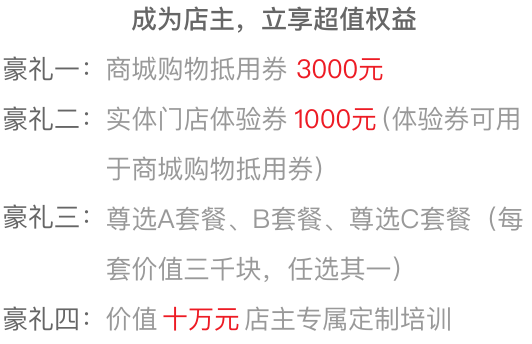 成为店主，立享超值权益
豪礼一：商城购物抵用券 3000元
豪礼二：实体门店体验券 1000元（体验券可用
于商城购物抵用券）
豪礼三：尊选A套餐、B套餐、尊选C套餐（每
套价值三千块，任选其一）
豪礼四：价值 十万元 店主专属定制培训